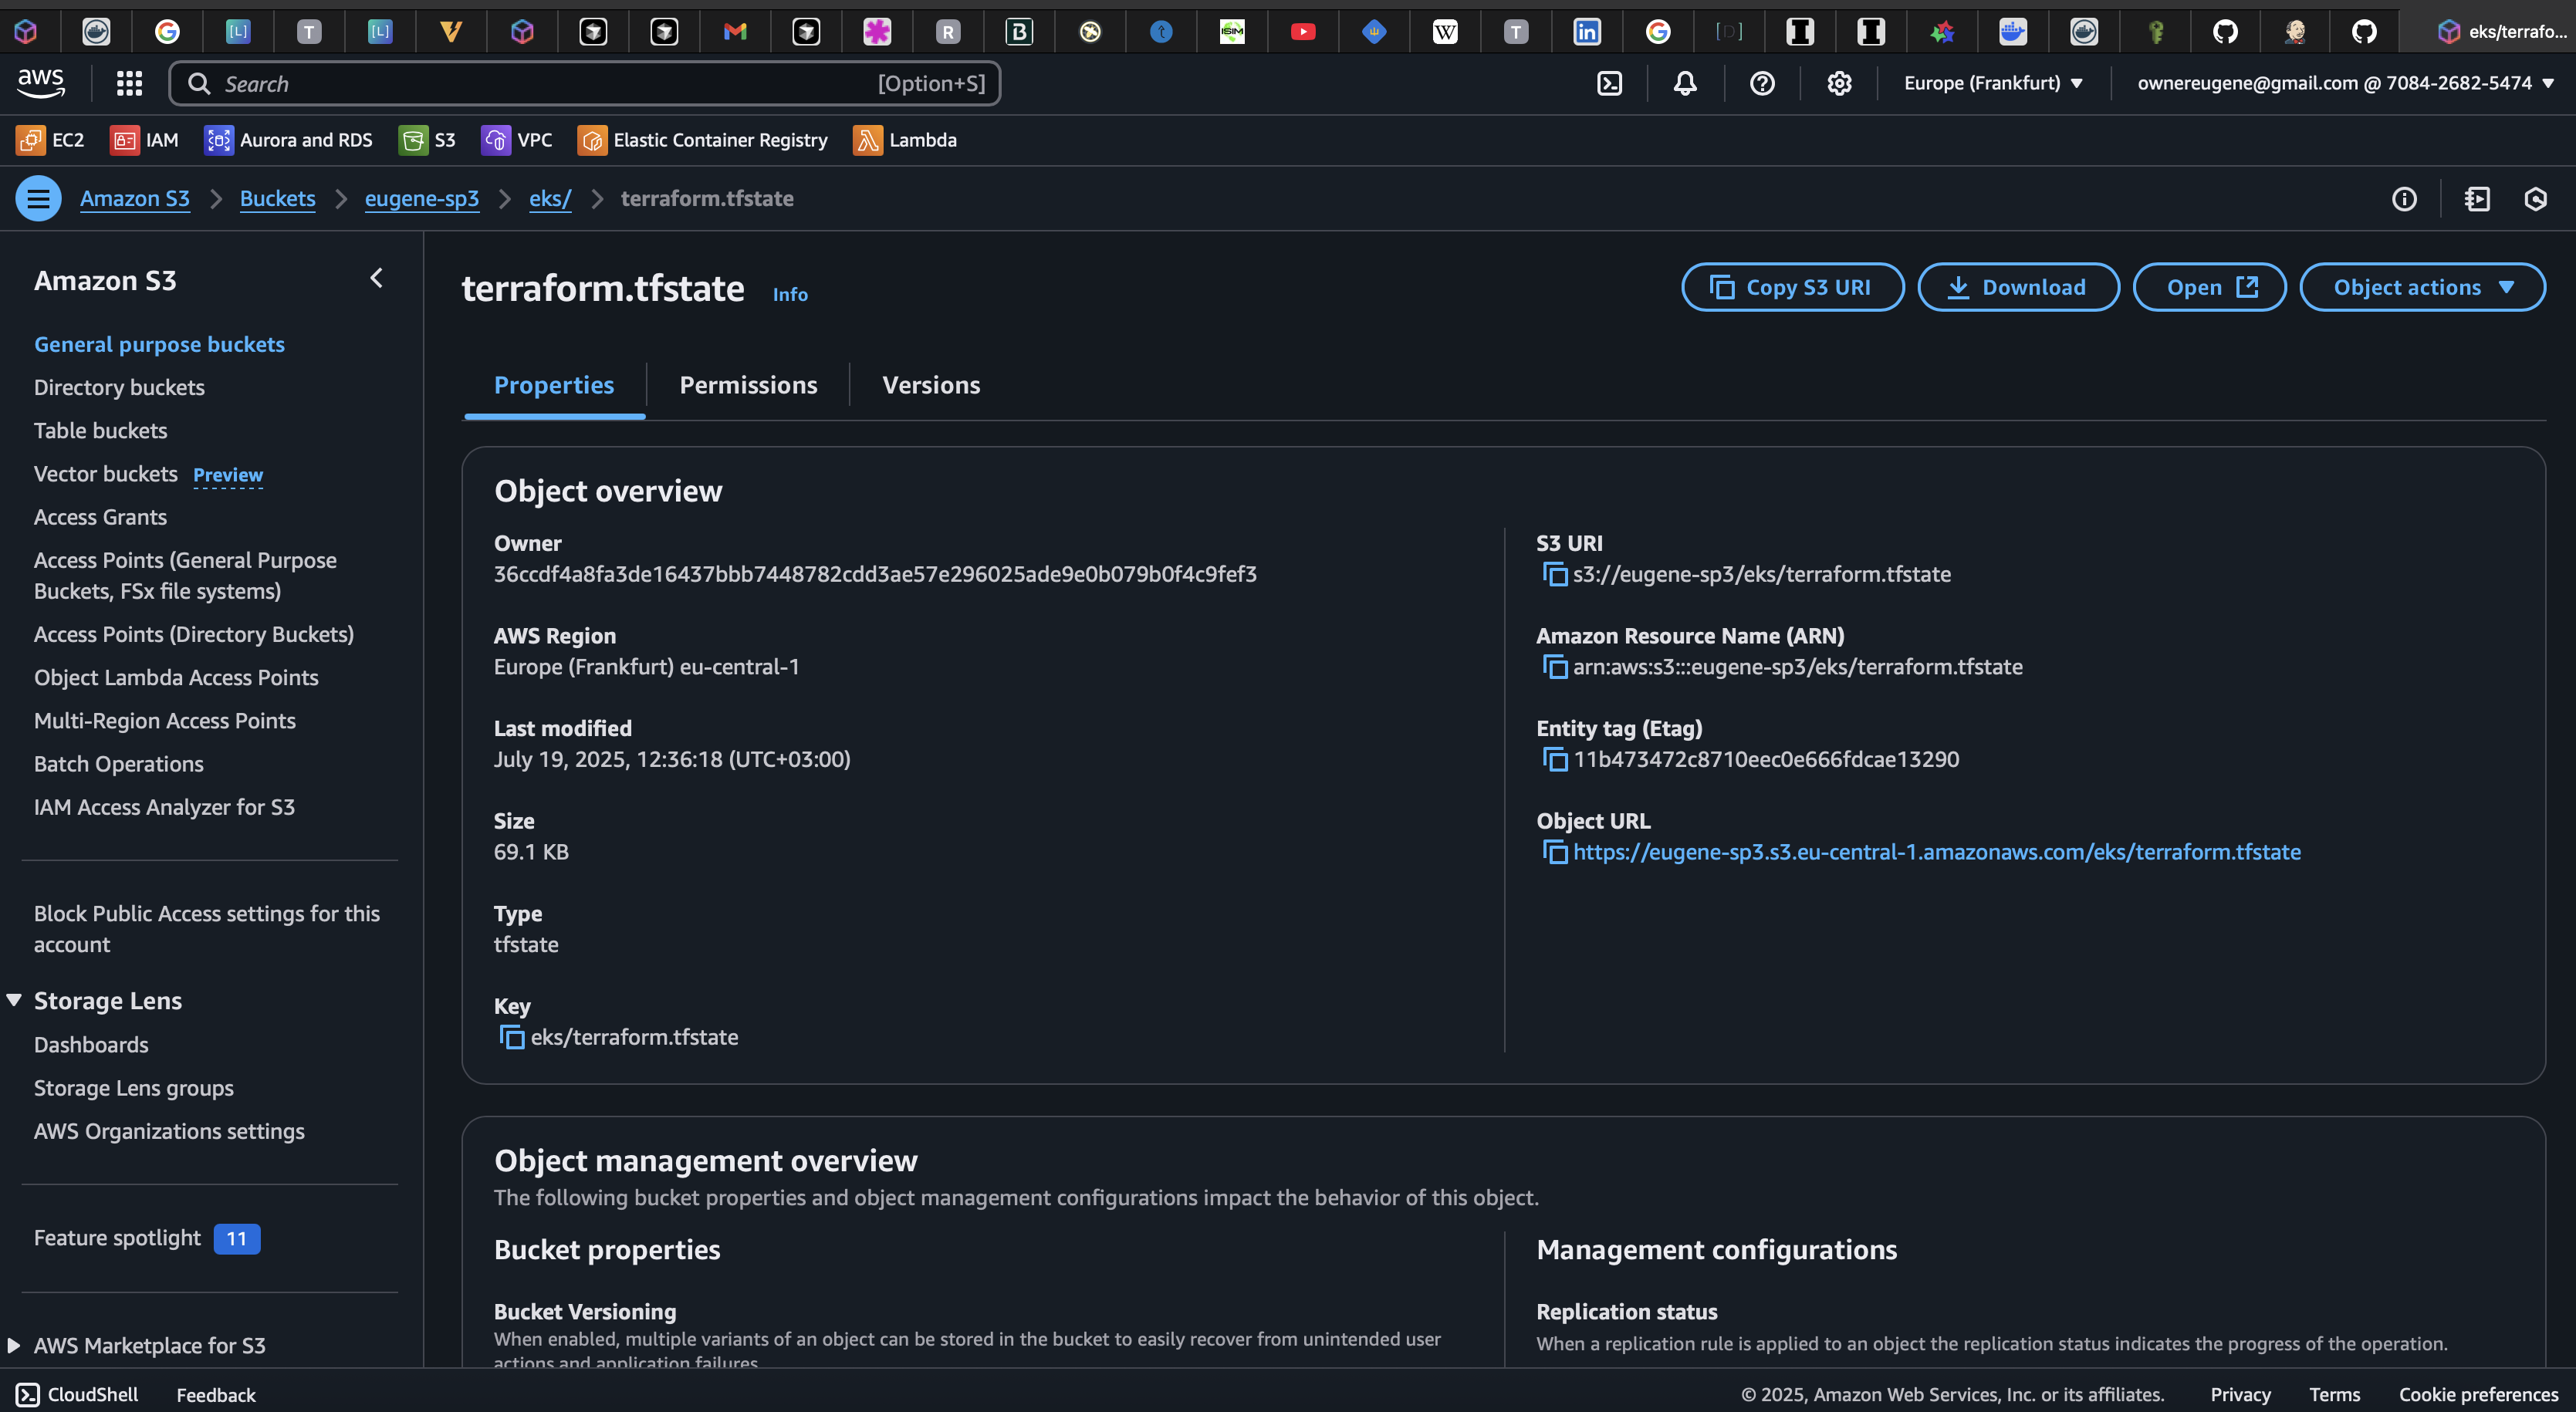 eks/terrafo...
aws
Search [Option+S]
Europe (Frankfurt)
ownereugene@gmail.com @ 7084-2682-5474
EC2
IAM
Aurora and RDS
S3
VPC
Elastic Container Registry
Lambda
Amazon S3
Buckets
eugene-sp3
eks/
terraform.tfstate
Amazon S3
General purpose buckets
Directory buckets
Table buckets
Vector buckets Preview
Access Grants
Access Points (General Purpose
Buckets, FSx file systems)
Access Points (Directory Buckets)
Object Lambda Access Points
Multi-Region Access Points
Batch Operations
IAM Access Analyzer for S3
Block Public Access settings for this
account
Storage Lens
Dashboards
Storage Lens groups
AWS Organizations settings
Feature spotlight 11
AWS Marketplace for S3
terraform.tfstate Info
Copy S3 URI
Download
Open
Object actions
Properties
Permissions
Versions
Object overview
Owner
36ccdf4a8fa3de16437bbb7448782cdd3ae57e296025ade9e0b079b0f4c9fef3
AWS Region
Europe (Frankfurt) eu-central-1
Last modified
July 19, 2025, 12:36:18 (UTC+03:00)
Size
69.1 KB
Type
tfstate
Key
eks/terraform.tfstate
S3 URI
s3://eugene-sp3/eks/terraform.tfstate
Amazon Resource Name (ARN)
arn:aws:s3:::eugene-sp3/eks/terraform.tfstate
Entity tag (Etag)
11b473472c8710eec0e666fdcae13290
Object URL
https://eugene-sp3.s3.eu-central-1.amazonaws.com/eks/terraform.tfstate
Object management overview
The following bucket properties and object management configurations impact the behavior of this object.
Bucket properties
Bucket Versioning
When enabled, multiple variants of an object can be stored in the bucket to easily recover from unintended user
actions and application failures
Management configurations
Replication status
When a replication rule is applied to an object the replication status indicates the progress of the operation.
CloudShell
Feedback
© 2025, Amazon Web Services, Inc. or its affiliates.
Privacy
Terms
Cookie preferences